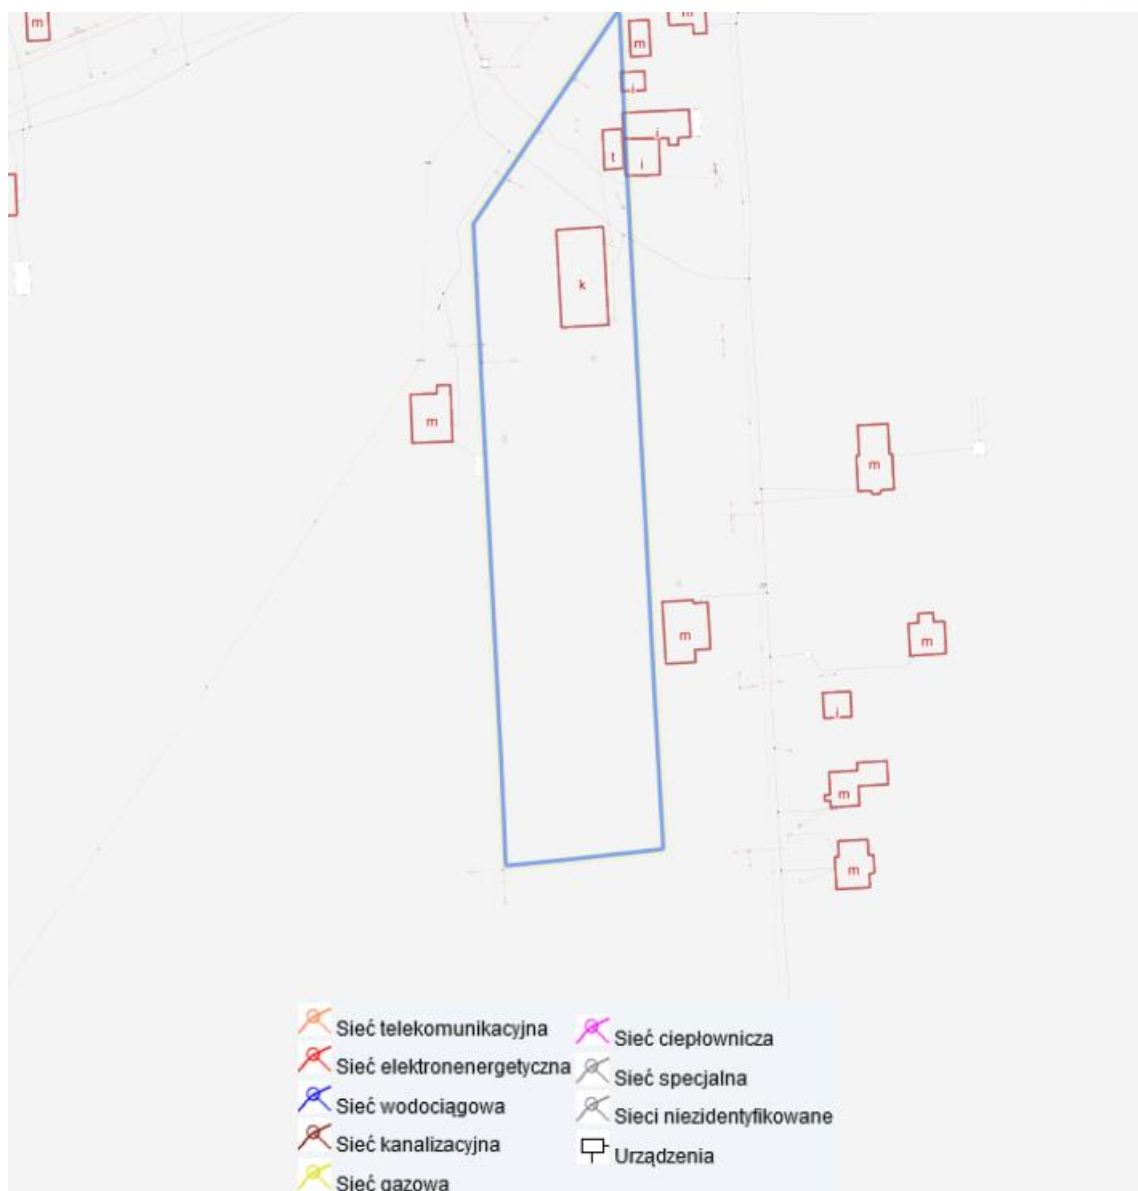 m
m
m
i
i
t
i
k
m
m
m
m
i
m
m
Sieć telekomunikacyjna
Sieć elektronenergetyczna
Sieć wodociągowa
Sieć kanalizacyjna
Sieć gazowa
Sieć ciepłownicza
Sieć specjalna
Sieci niezidentyfikowane
Urządzenia